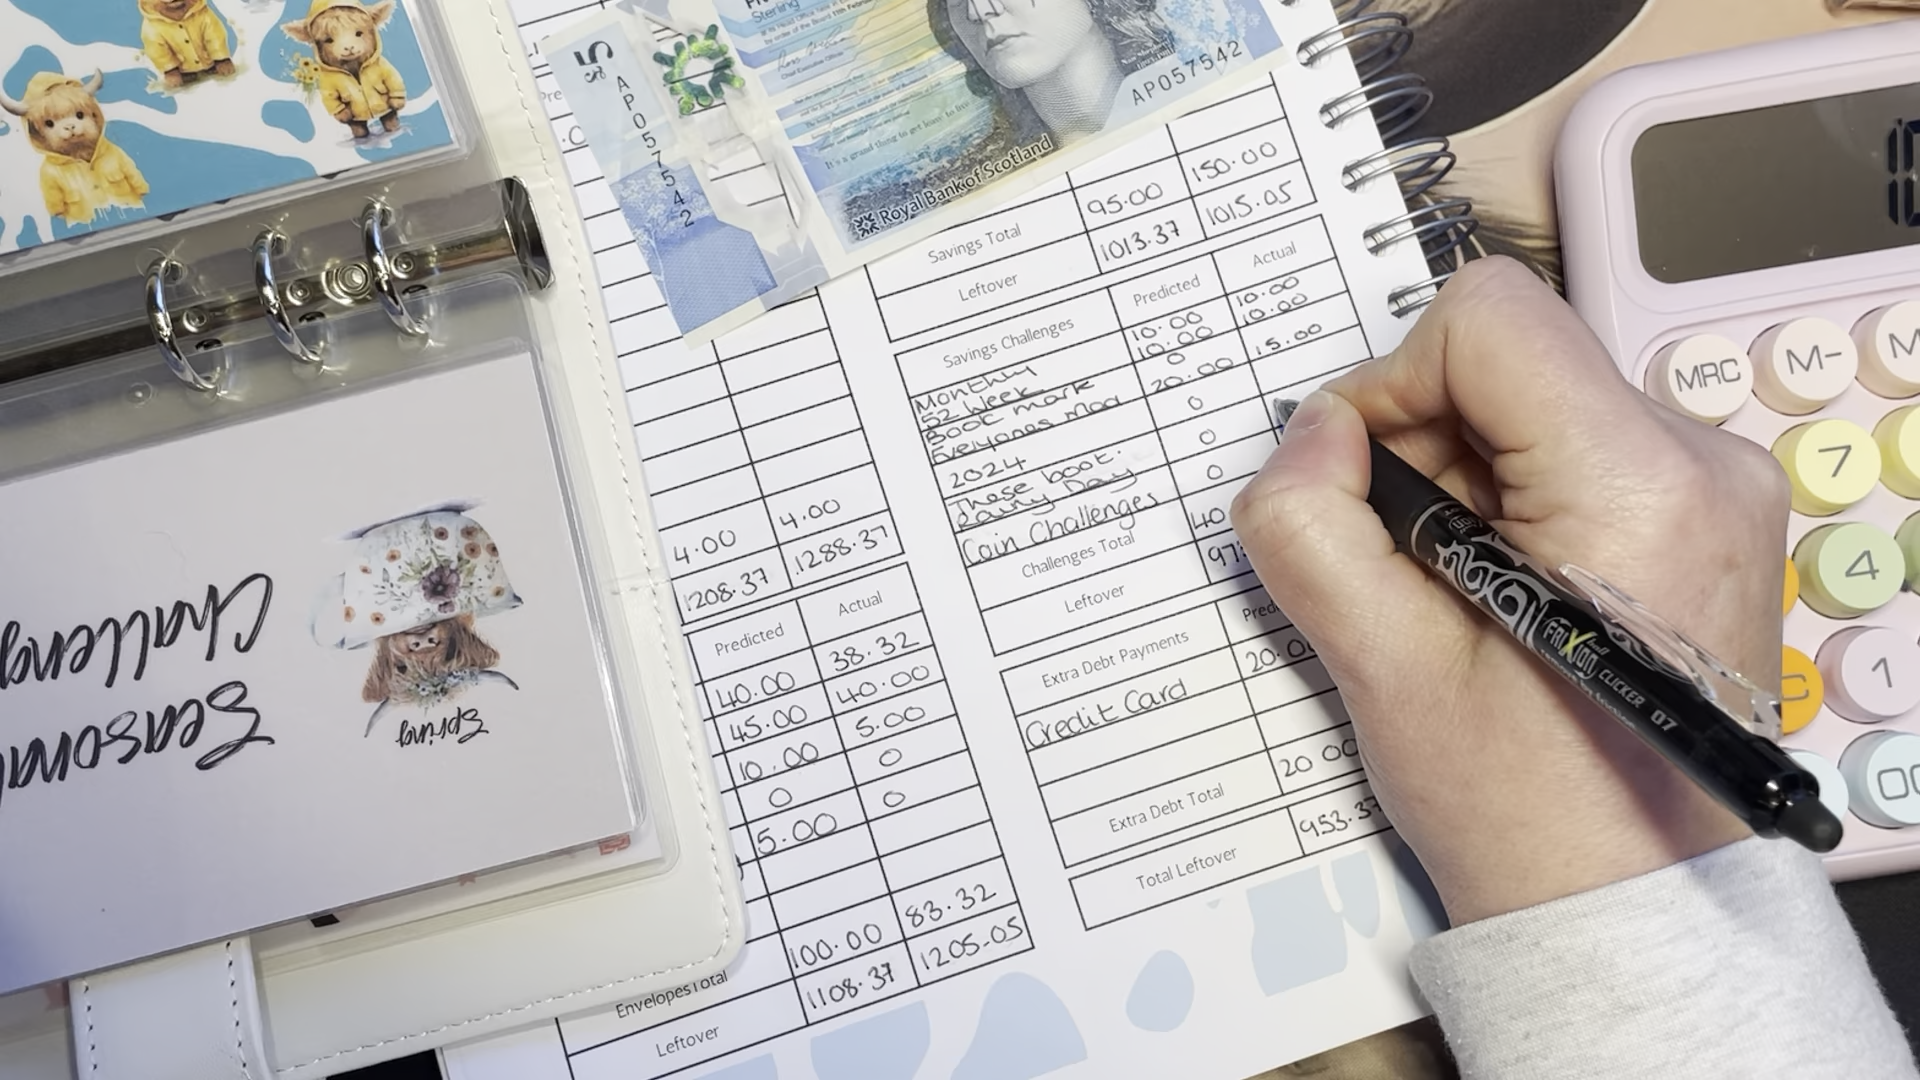 Sterling
It's a grand thing to get leave to live
Royal Bank of Scotland
AP057542
£5
AP057542
4.00 4.00
1208.37 1288.37
Predicted Actual
40.00 38.32
45.00 40.00
10.00 5.00
0 0
5.00 0
Envelopes Total 100.00 83.32
Leftover 1108.37 1205.05
Savings Total 95.00 150.00
Leftover 1013.37 1015.05
Savings Challenges Predicted Actual
Monthly 10.00 10.00
52 Week 10.00 10.00
Book mark 0
Everyones Mad 20.00 15.00
2024 0
These boot.
Rainy Day 0
Coin Challenges 0
Challenges Total 40
Leftover 97
Extra Debt Payments Pred
Credit Card 20.00
Extra Debt Total 20 00
Total Leftover 953.37
Spring
Seasonal
Challeng
FRIXION ball CLICKER 07
10
MRC M- M
7
4
1
C 00